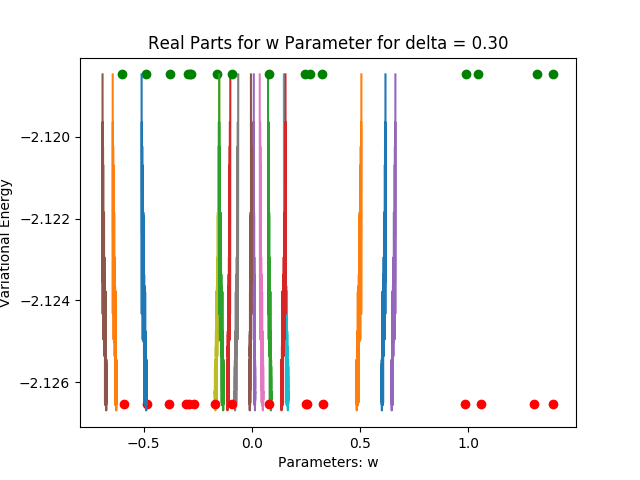 Real Parts for w Parameter for delta = 0.30
Variational Energy
−2.120
−2.122
−2.124
−2.126
−0.5
0.0
0.5
1.0
Parameters: w